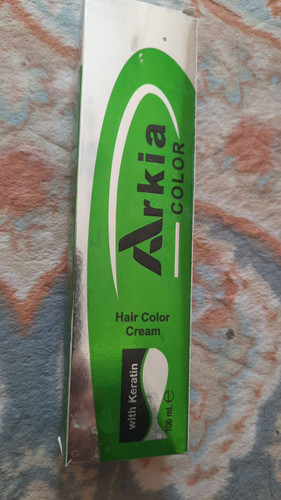 Arkia
COLOR
Hair Color
Cream
with Keratin
100 mL ℮